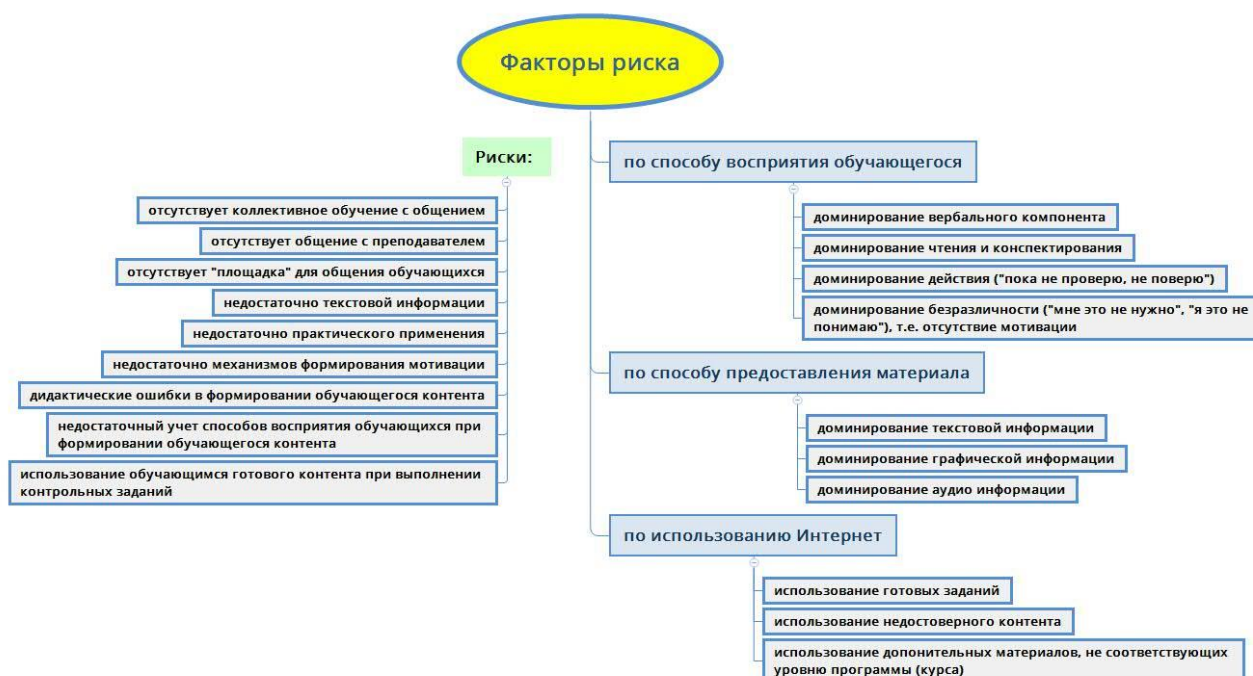 Факторы риска
Риски:
отсутствует коллективное обучение с общением
отсутствует общение с преподавателем
отсутствует "площадка" для общения обучающихся
недостаточно текстовой информации
недостаточно практического применения
недостаточно механизмов формирования мотивации
дидактические ошибки в формировании обучающегося контента
недостаточный учет способов восприятия обучающихся при
формировании обучающегося контента
использование обучающимся готового контента при выполнении
контрольных заданий
по способу восприятия обучающегося
доминирование вербального компонента
доминирование чтения и конспектирования
доминирование действия ("пока не проверю, не поверю")
доминирование безразличности ("мне это не нужно", "я это не
понимаю"), т.е. отсутствие мотивации
по способу предоставления материала
доминирование текстовой информации
доминирование графической информации
доминирование аудио информации
по использованию Интернет
использование готовых заданий
использование недостоверного контента
использование допонительных материалов, не соответствующих
уровню программы (курса)